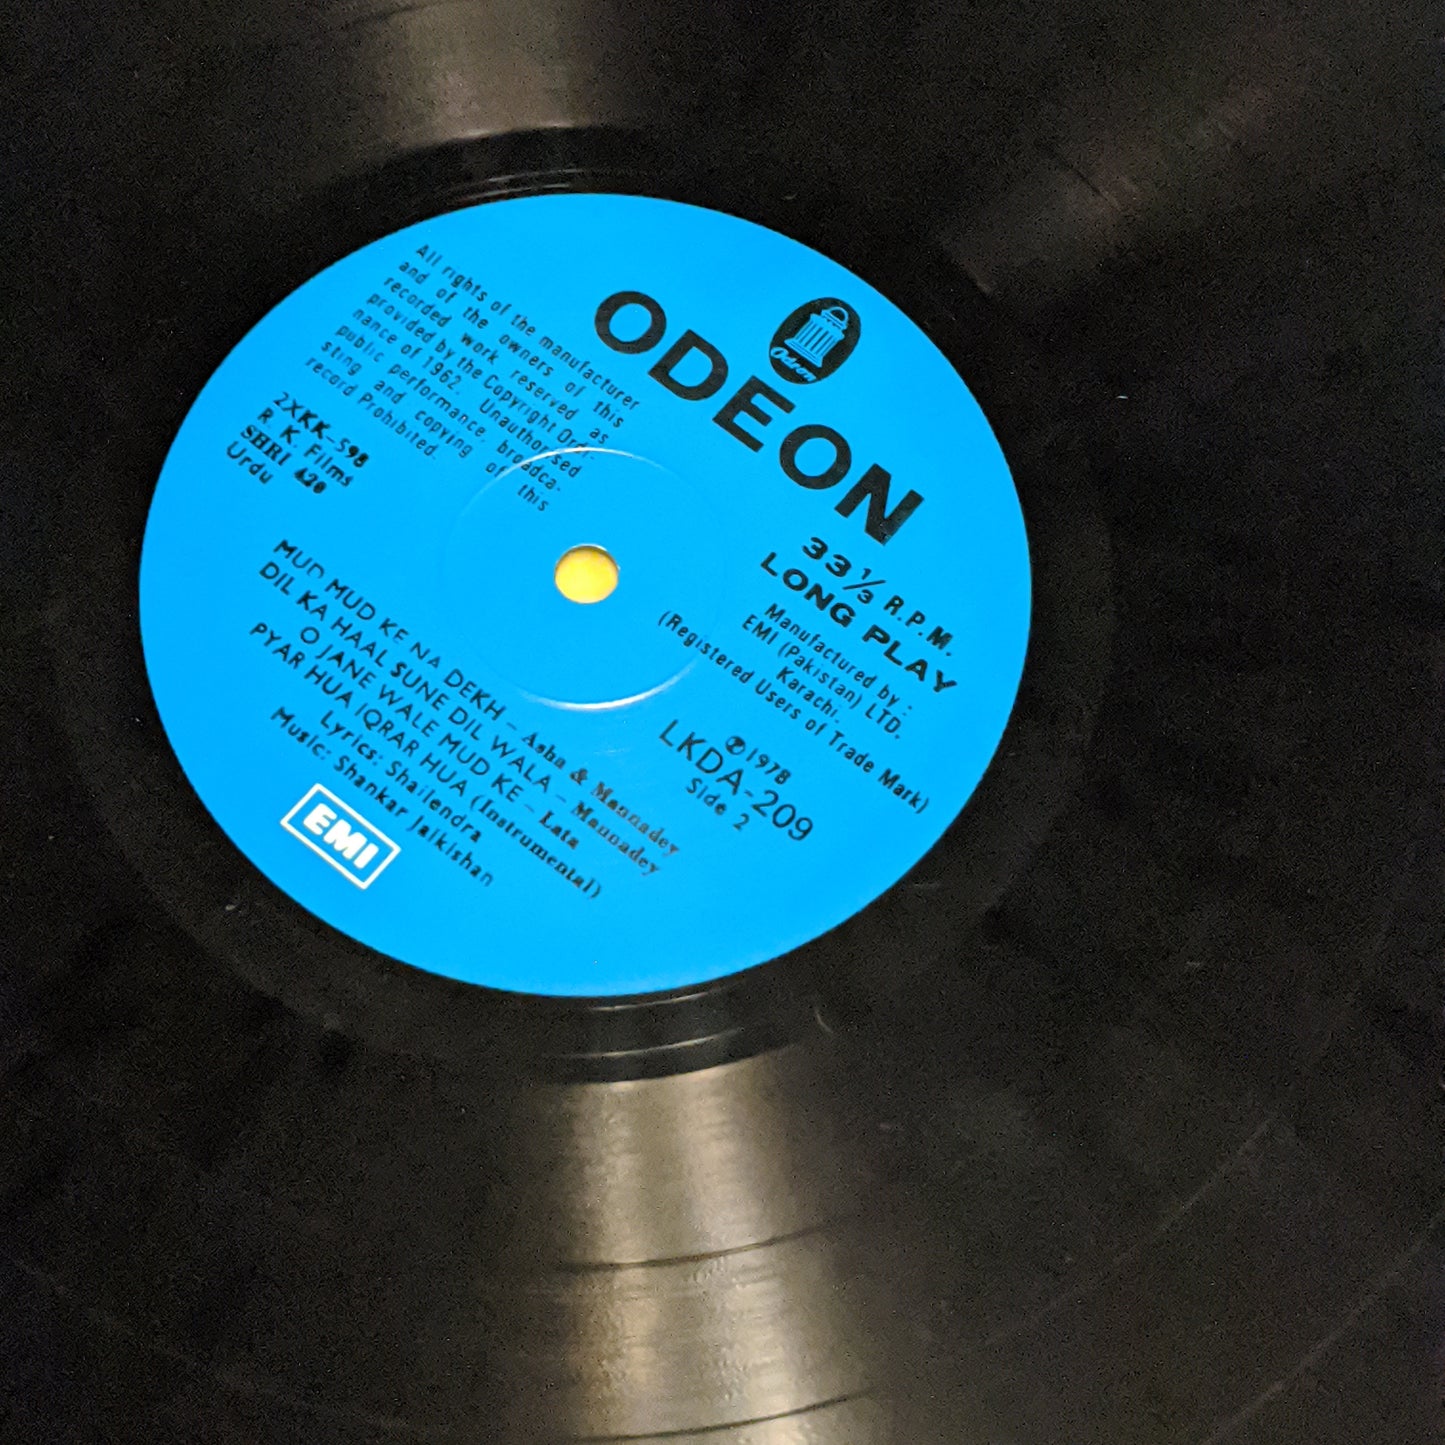 Odeon
ODEON
33 1/3 R.P.M.
LONG PLAY
Manufactured by :
EMI (Pakistan) LTD.
Karachi.
(Registered Users of Trade Mark)
℗1978
LKDA-209
Side 2
All rights of the manufacturer
and of the owners of this
recorded work reserved as
provided by the Copyright Ordi-
nance of 1962. Unauthorised
public performance, broadca-
sting and copying of this
record Prohibited.
2XKK-598
R. K Films
SHRI 420
Urdu
MUD MUD KE NA DEKH – Asha & Mannadey
DIL KA HAAL SUNE DIL WALA – Mannadey
O JANE WALE MUD KE – Lata
PYAR HUA IQRAR HUA (Instrumental)
Lyrics: Shailendra
Music: Shankar Jaikishan
EMI